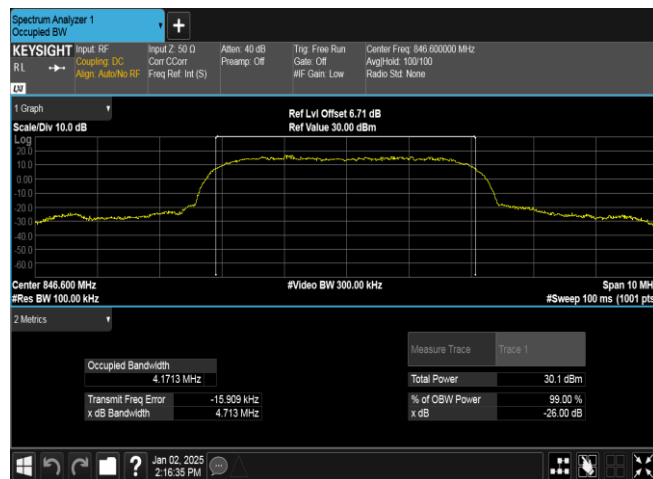 Spectrum Analyzer 1
Occupied BW
+
KEYSIGHT Input: RF Input Z: 50 Ω Atten: 40 dB Trig: Free Run Center Freq: 846.600000 MHz
RL Coupling: DC Corr CCorr Preamp: Off Gate: Off Avg|Hold: 100/100
Align: Auto/No RF Freq Ref: Int (S) #IF Gain: Low Radio Std: None
LXI
1 Graph
Ref Lvl Offset 6.71 dB
Scale/Div 10.0 dB Ref Value 30.00 dBm
Log
20.0
10.0
0.00
-10.0
-20.0
-30.0
-40.0
-50.0
-60.0
Center 846.600 MHz #Video BW 300.00 kHz Span 10 MH
#Res BW 100.00 kHz #Sweep 100 ms (1001 pts
2 Metrics
Measure Trace Trace 1
Occupied Bandwidth
4.1713 MHz Total Power 30.1 dBm
Transmit Freq Error -15.909 kHz % of OBW Power 99.00 %
x dB Bandwidth 4.713 MHz x dB -26.00 dB
? Jan 02, 2025
2:16:35 PM